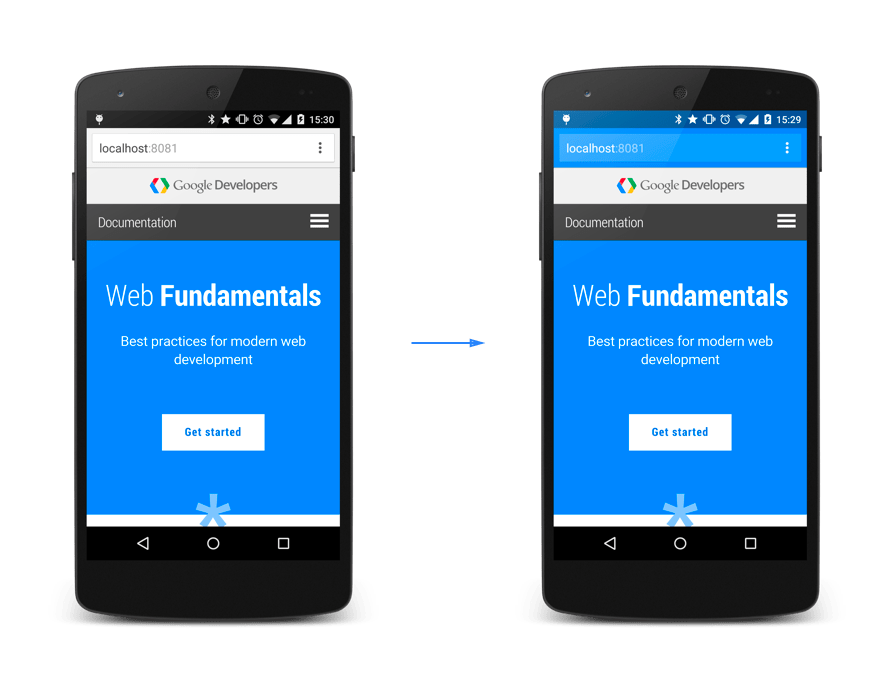 15:30
localhost:8081
Google Developers
Documentation
Web Fundamentals
Best practices for modern web
development
Get started
15:29
localhost:8081
Google Developers
Documentation
Web Fundamentals
Best practices for modern web
development
Get started